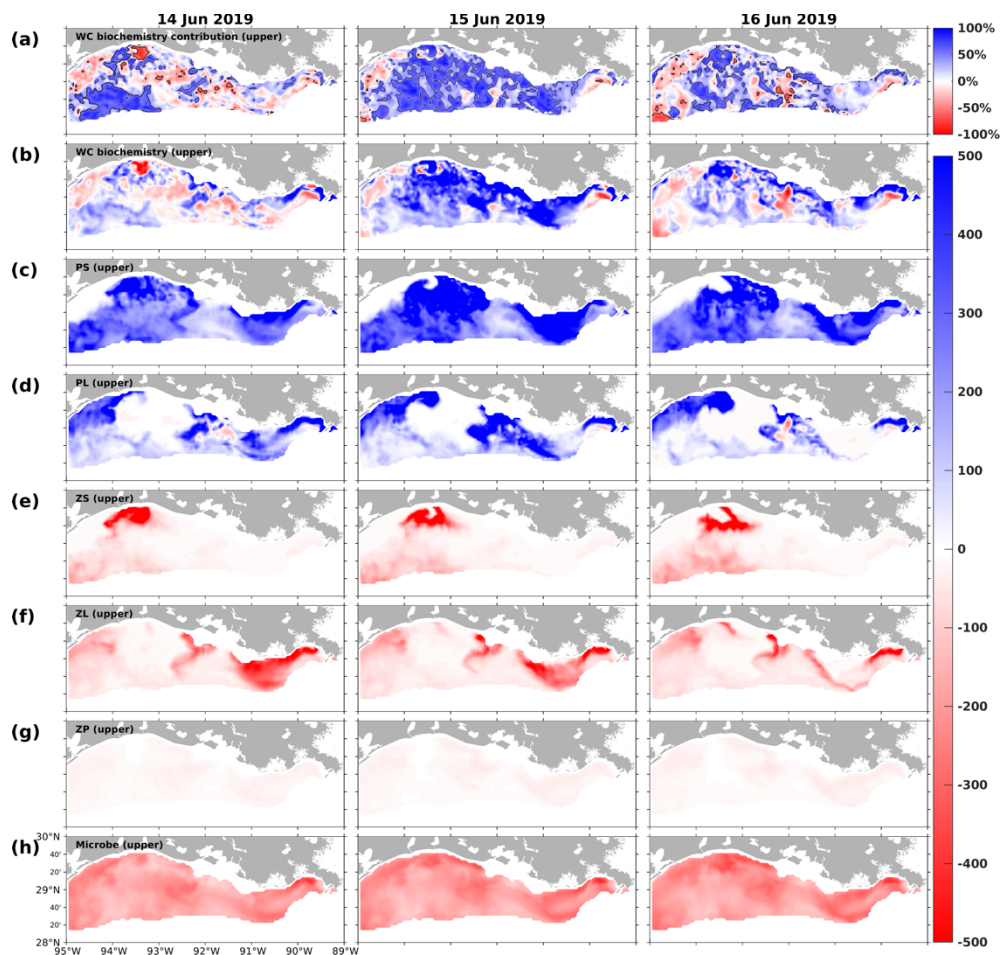 14 Jun 2019 15 Jun 2019 16 Jun 2019
(a) WC biochemistry contribution (upper)
100%
50%
0%
-50%
-100%
(b) WC biochemistry (upper)
500
400
(c) PS (upper)
300
200
(d) PL (upper)
100
(e) ZS (upper)
0
(f) ZL (upper)
-100
-200
(g) ZP (upper)
-300
(h) Microbe (upper)
-400
-500
30°N
40'
20'
29°N
40'
20'
28°N
95°W 94°W 93°W 92°W 91°W 90°W 89°W